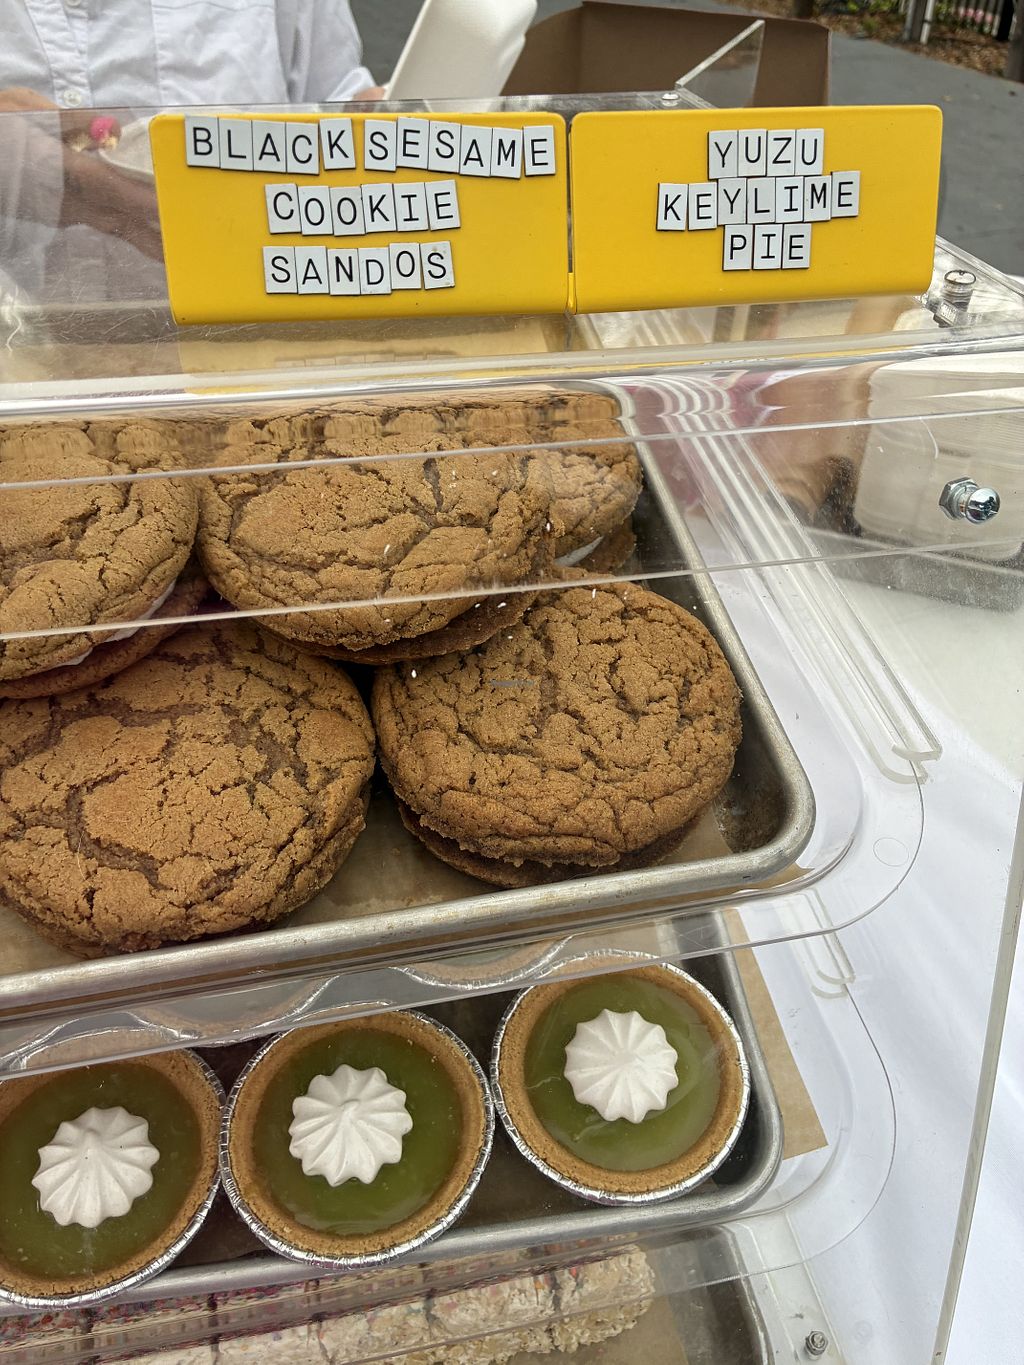 BLACK SESAME
COOKIE
SANDOS
YUZU
KEYLIME
PIE